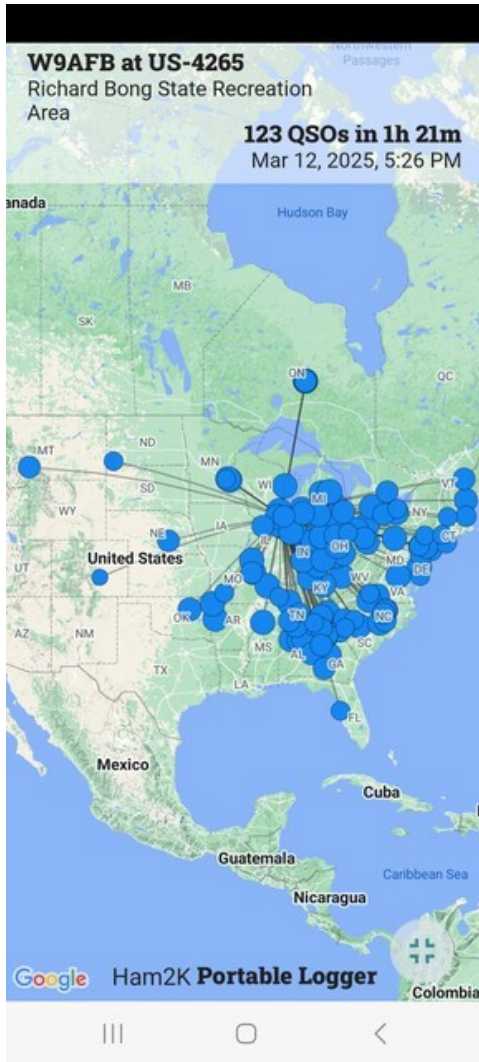 W9AFB at US-4265
Richard Bong State Recreation
Area
123 QSOs in 1h 21m
Mar 12, 2025, 5:26 PM
Northwestern
Passages
anada
Hudson Bay
MB
SK
ON
QC
ND
MT
MN
SD
WI
MI
VT
WY
NY
IA
NE
IL
IN
OH
CT
United States
MD
DE
UT
MO
KY
WV
VA
OK
TN
NC
AR
AZ
NM
MS
AL
SC
GA
TX
LA
FL
Mexico
Cuba
Guatemala
Caribbean Sea
Nicaragua
Google
Ham2K Portable Logger
Colombia